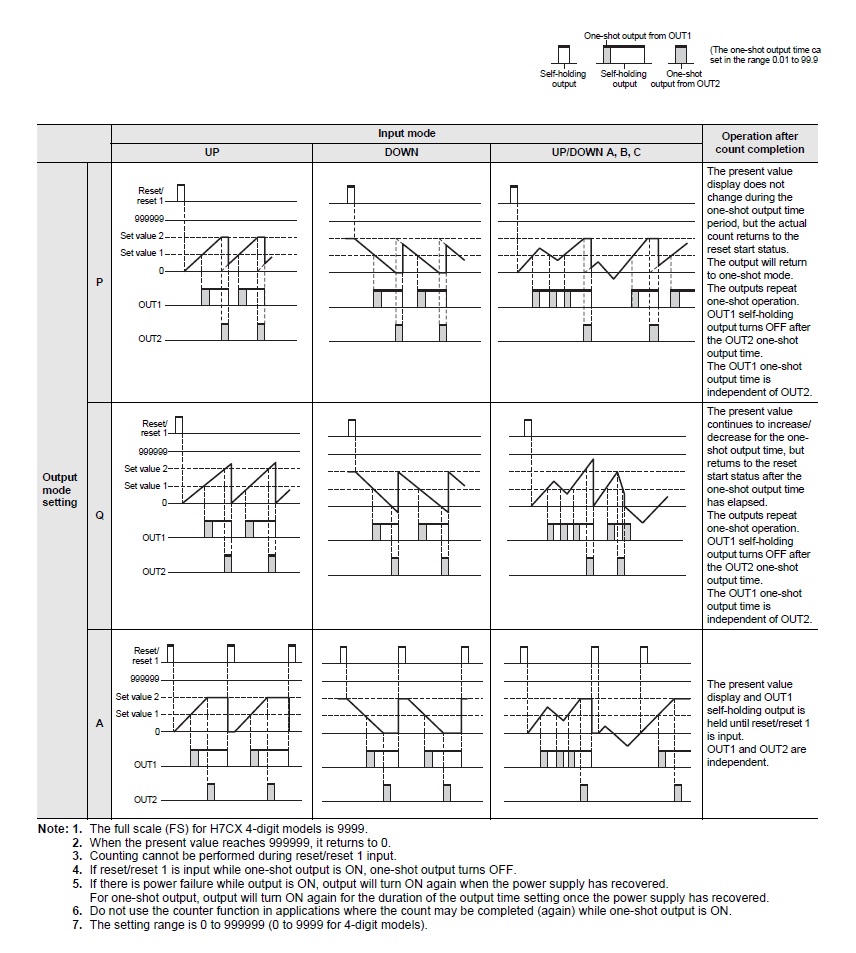 One-shot output from OUT1
(The one-shot output time ca
set in the range 0.01 to 99.9
Self-holding
output
Self-holding
output
One-shot
output from OUT2
Input mode
Operation after
count completion
UP
DOWN
UP/DOWN A, B, C
Output
mode
setting
P
Reset/
reset 1
999999
Set value 2
Set value 1
0
OUT1
OUT2
The present value
display does not
change during the
one-shot output time
period, but the actual
count returns to the
reset start status.
The output will return
to one-shot mode.
The outputs repeat
one-shot operation.
OUT1 self-holding
output turns OFF after
the OUT2 one-shot
output time.
The OUT1 one-shot
output time is
independent of OUT2.
Q
Reset/
reset 1
999999
Set value 2
Set value 1
0
OUT1
OUT2
The present value
continues to increase/
decrease for the one-
shot output time, but
returns to the reset
start status after the
one-shot output time
has elapsed.
The outputs repeat
one-shot operation.
OUT1 self-holding
output turns OFF after
the OUT2 one-shot
output time.
The OUT1 one-shot
output time is
independent of OUT2.
A
Reset/
reset 1
999999
Set value 2
Set value 1
0
OUT1
OUT2
The present value
display and OUT1
self-holding output is
held until reset/reset 1
is input.
OUT1 and OUT2 are
independent.
Note: 1. The full scale (FS) for H7CX 4-digit models is 9999.
2. When the present value reaches 999999, it returns to 0.
3. Counting cannot be performed during reset/reset 1 input.
4. If reset/reset 1 is input while one-shot output is ON, one-shot output turns OFF.
5. If there is power failure while output is ON, output will turn ON again when the power supply has recovered.
For one-shot output, output will turn ON again for the duration of the output time setting once the power supply has recovered.
6. Do not use the counter function in applications where the count may be completed (again) while one-shot output is ON.
7. The setting range is 0 to 999999 (0 to 9999 for 4-digit models).